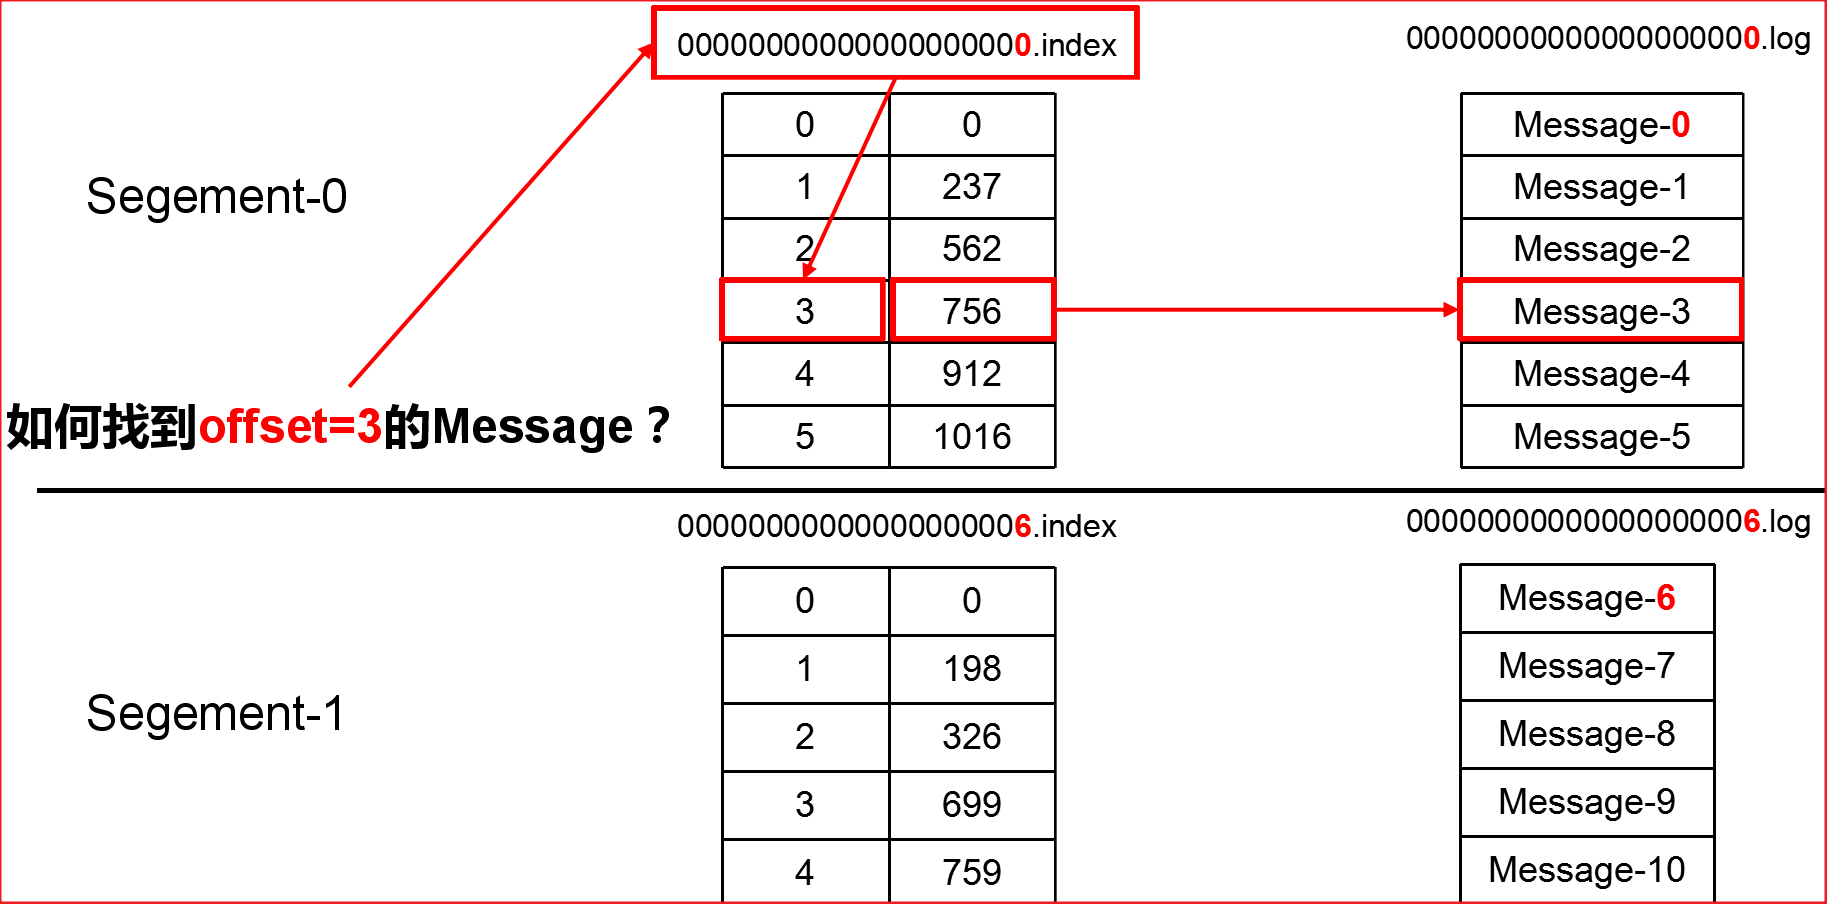 00000000000000000000.index
00000000000000000000.log
0 0 Message-0
1 237 Message-1
Segement-0
2 562 Message-2
3 756 Message-3
4 912 Message-4
如何找到offset=3的Message？
5 1016 Message-5
00000000000000000006.index
00000000000000000006.log
0 0 Message-6
1 198 Message-7
Segement-1
2 326 Message-8
3 699 Message-9
4 759 Message-10